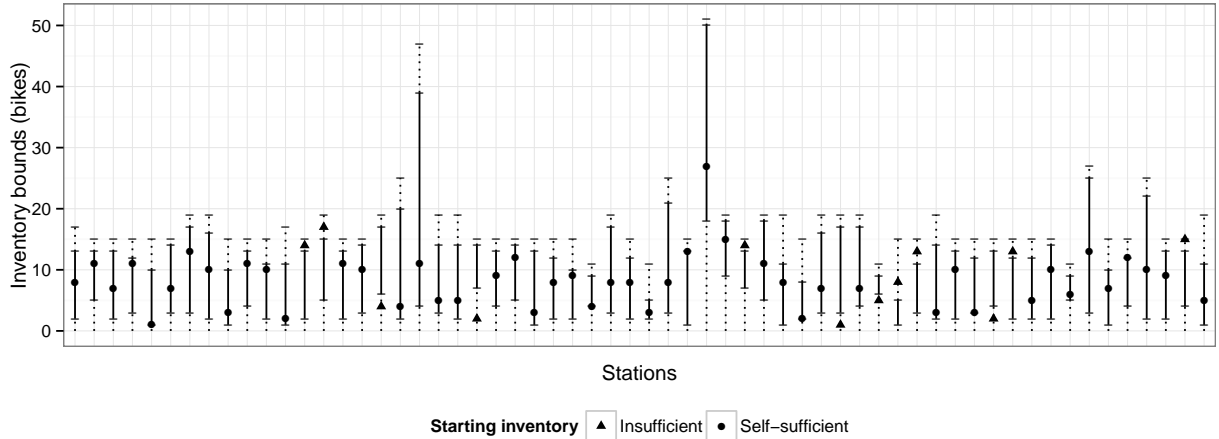 50
40
30
20
10
0
Inventory bounds (bikes)
Stations
Starting inventory Insufficient Self−sufficient